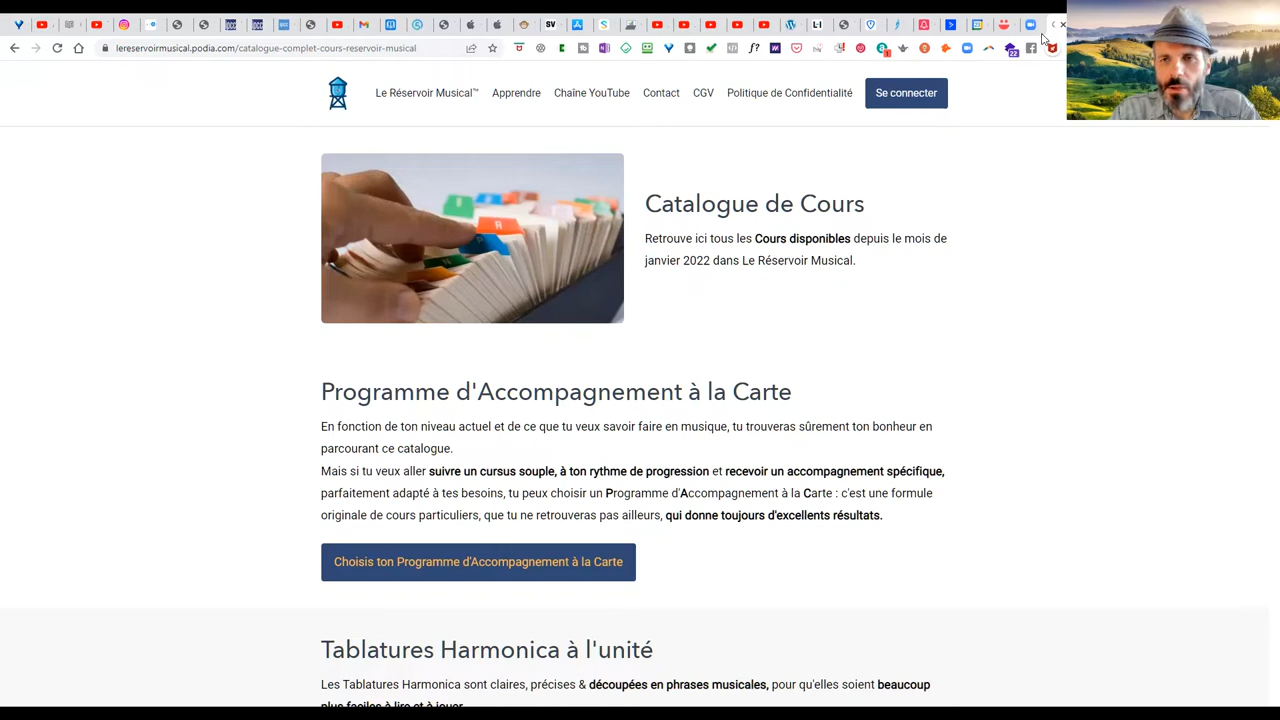 lereservoirmusical.podia.com/catalogue-complet-cours-reservoir-musical
Le Réservoir Musical™ Apprendre Chaîne YouTube Contact CGV Politique de Confidentialité Se connecter
Catalogue de Cours
Retrouve ici tous les Cours disponibles depuis le mois de
janvier 2022 dans Le Réservoir Musical.
Programme d'Accompagnement à la Carte
En fonction de ton niveau actuel et de ce que tu veux savoir faire en musique, tu trouveras sûrement ton bonheur en
parcourant ce catalogue.
Mais si tu veux aller suivre un cursus souple, à ton rythme de progression et recevoir un accompagnement spécifique,
parfaitement adapté à tes besoins, tu peux choisir un Programme d'Accompagnement à la Carte : c'est une formule
originale de cours particuliers, que tu ne retrouveras pas ailleurs, qui donne toujours d'excellents résultats.
Choisis ton Programme d'Accompagnement à la Carte
Tablatures Harmonica à l'unité
Les Tablatures Harmonica sont claires, précises & découpées en phrases musicales, pour qu'elles soient beaucoup
plus faciles à lire et à jouer.